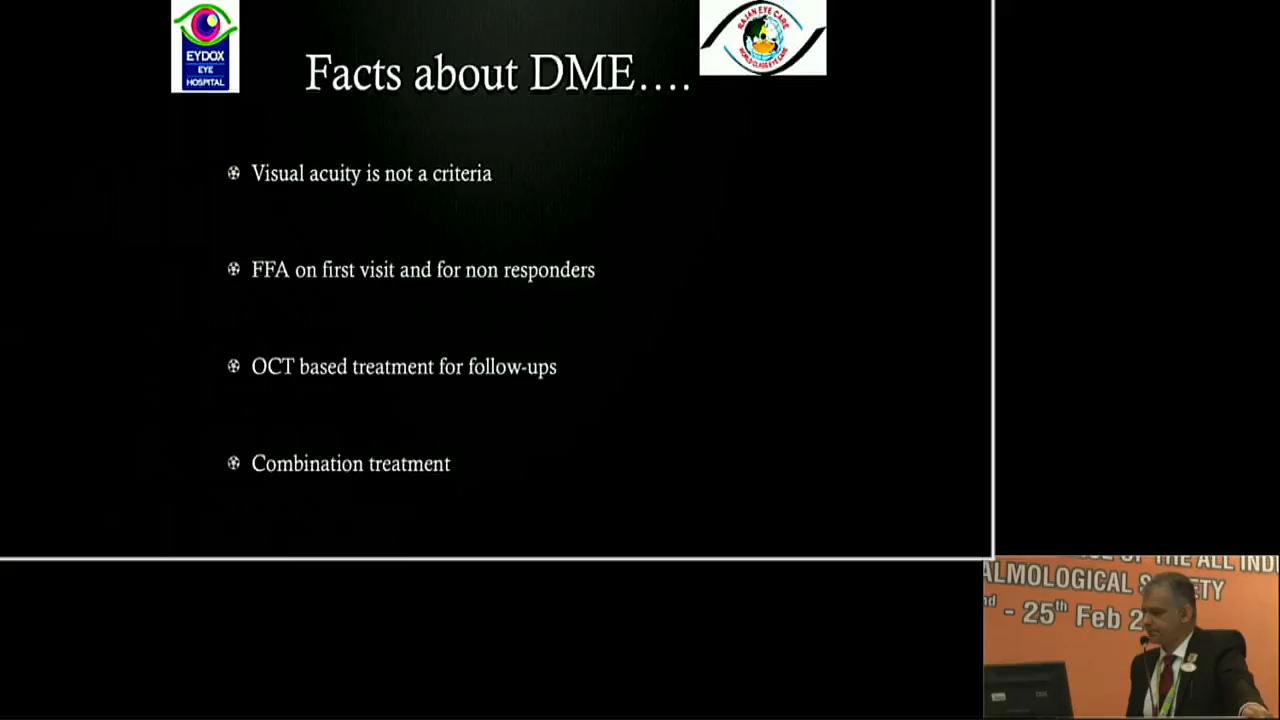 EYDOX
EYE
HOSPITAL
RAJAN EYE CARE
WORLD CLASS EYE CARE
Facts about DME....
Visual acuity is not a criteria
FFA on first visit and for non responders
OCT based treatment for follow-ups
Combination treatment
OF THE ALL IND
ALMOLOGICAL S ETY
nd - 25th Feb 2